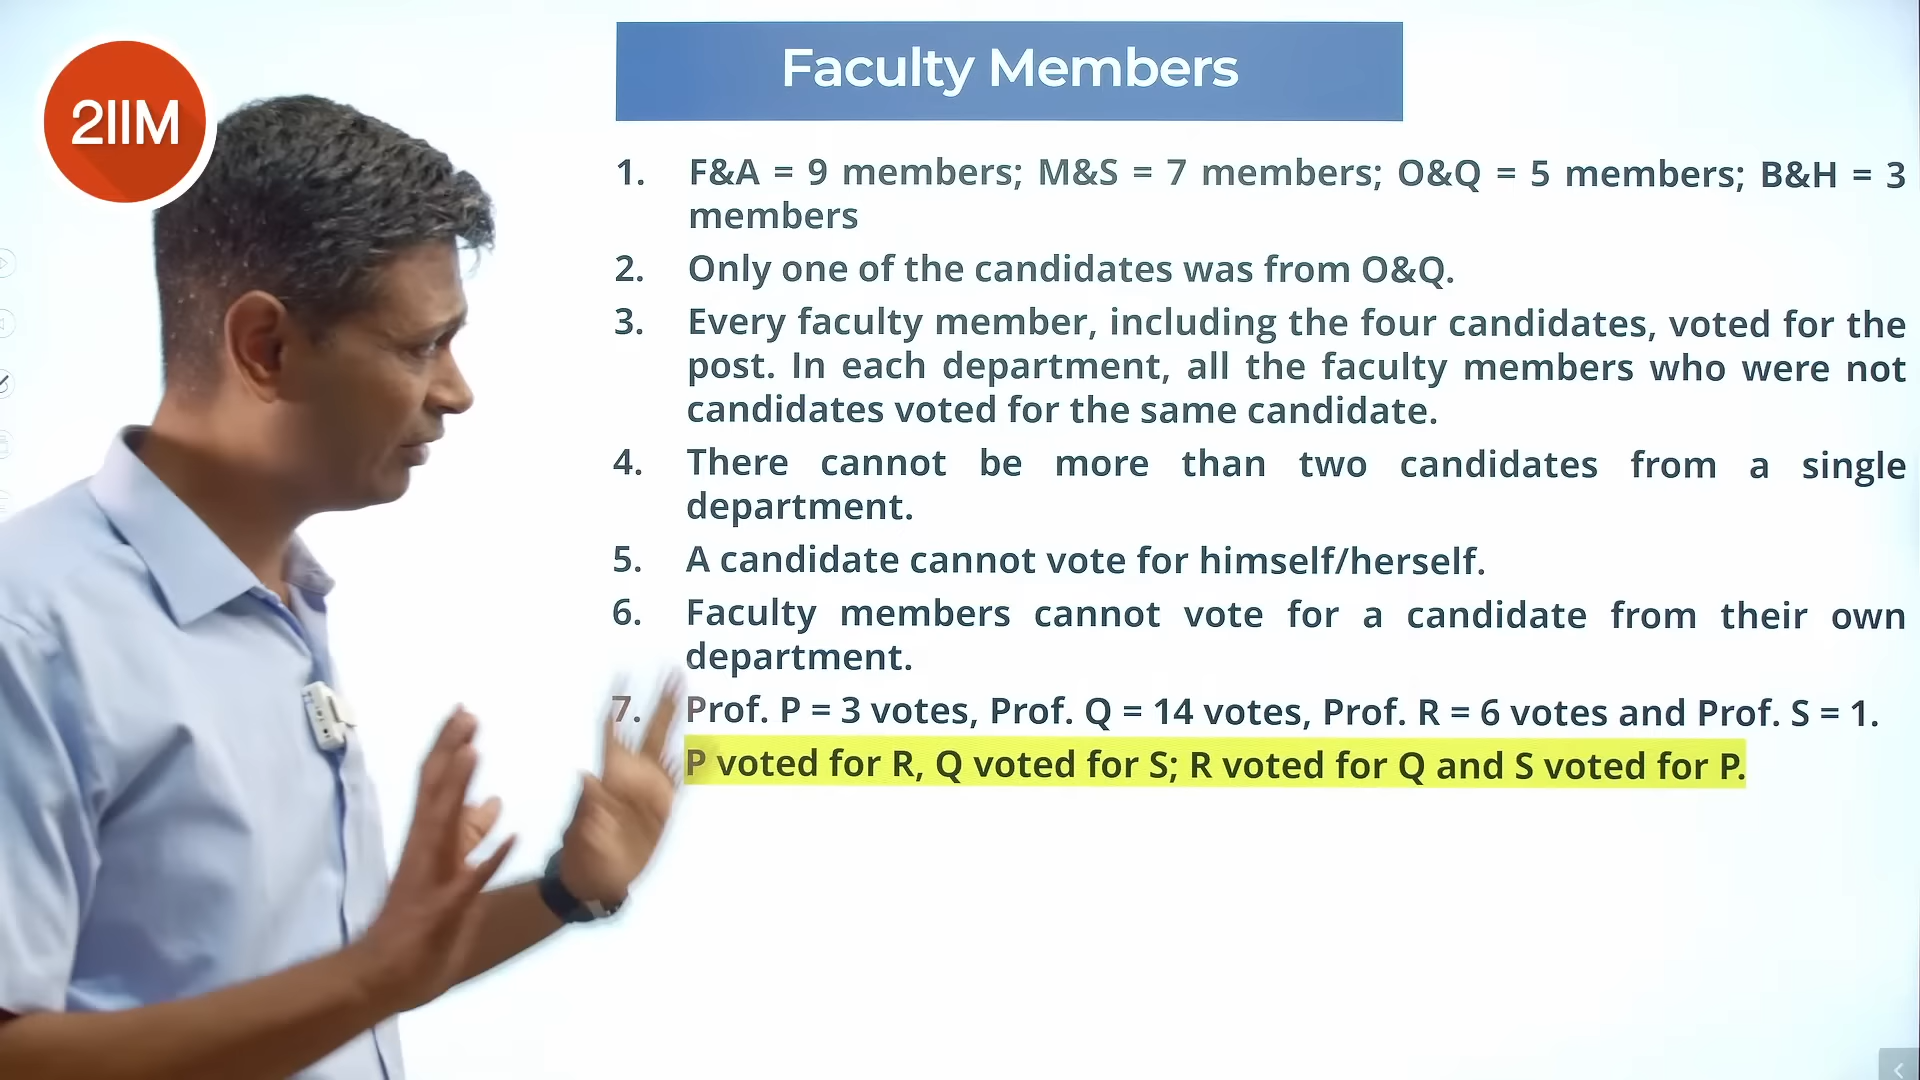 2IIM
Faculty Members
1. F&A = 9 members; M&S = 7 members; O&Q = 5 members; B&H = 3
members
2. Only one of the candidates was from O&Q.
3. Every faculty member, including the four candidates, voted for the
post. In each department, all the faculty members who were not
candidates voted for the same candidate.
4. There cannot be more than two candidates from a single
department.
5. A candidate cannot vote for himself/herself.
6. Faculty members cannot vote for a candidate from their own
department.
7. Prof. P = 3 votes, Prof. Q = 14 votes, Prof. R = 6 votes and Prof. S = 1.
P voted for R, Q voted for S; R voted for Q and S voted for P.